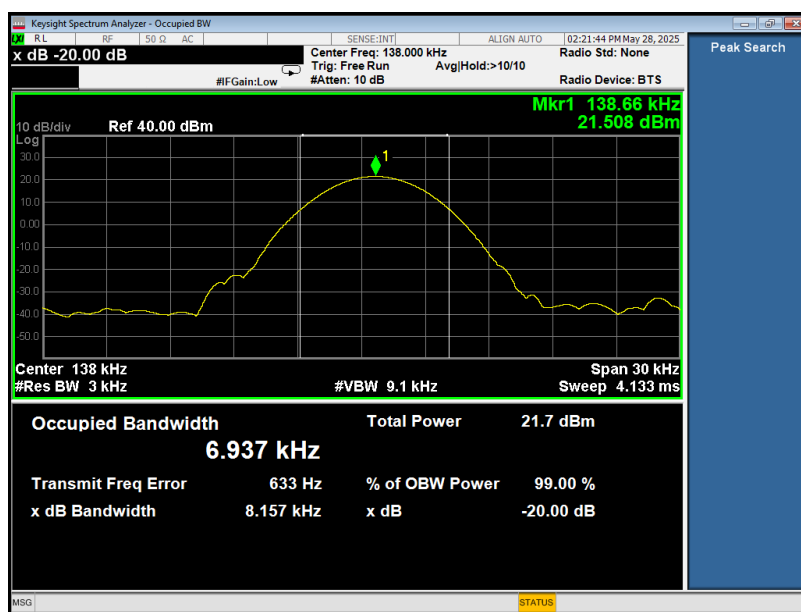 Keysight Spectrum Analyzer - Occupied BW
LXI RL RF 50 Ω AC SENSE:INT ALIGN AUTO 02:21:44 PM May 28, 2025
x dB -20.00 dB
Center Freq: 138.000 kHz Radio Std: None
Trig: Free Run Avg|Hold:>10/10
#IFGain:Low #Atten: 10 dB Radio Device: BTS
Peak Search
Mkr1 138.66 kHz
10 dB/div Ref 40.00 dBm 21.508 dBm
Log
1
30.0
20.0
10.0
0.00
-10.0
-20.0
-30.0
-40.0
-50.0
Center 138 kHz Span 30 kHz
#Res BW 3 kHz #VBW 9.1 kHz Sweep 4.133 ms
Occupied Bandwidth Total Power 21.7 dBm
6.937 kHz
Transmit Freq Error 633 Hz % of OBW Power 99.00 %
x dB Bandwidth 8.157 kHz x dB -20.00 dB
MSG STATUS